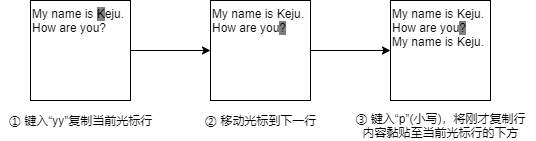 My name is Keju.
How are you?
My name is Keju.
How are you?
My name is Keju.
How are you?
My name is Keju.
① 键入“yy”复制当前光标行
② 移动光标到下一行
③ 键入“p”(小写)，将刚才复制行
内容黏贴至当前光标行的下方